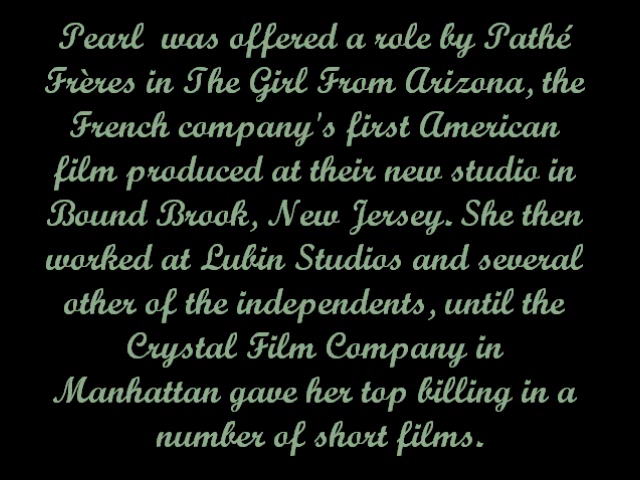 Pearl  was offered a role by Pathé
Frères in The Girl From Arizona, the
French company's first American
film produced at their new studio in
Bound Brook, New Jersey. She then
worked at Lubin Studios and several
other of the independents, until the
Crystal Film Company in
Manhattan gave her top billing in a
number of short films.